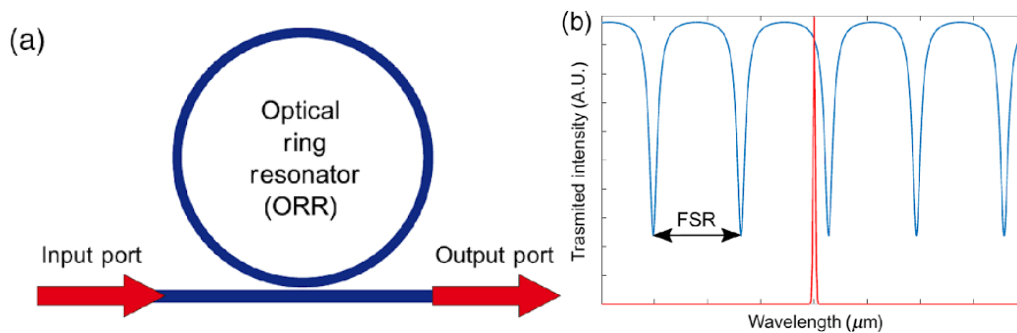 (a)
Optical
ring
resonator
(ORR)
Input port
Output port
(b)
Trasmited intensity (A.U.)
FSR
Wavelength (μm)